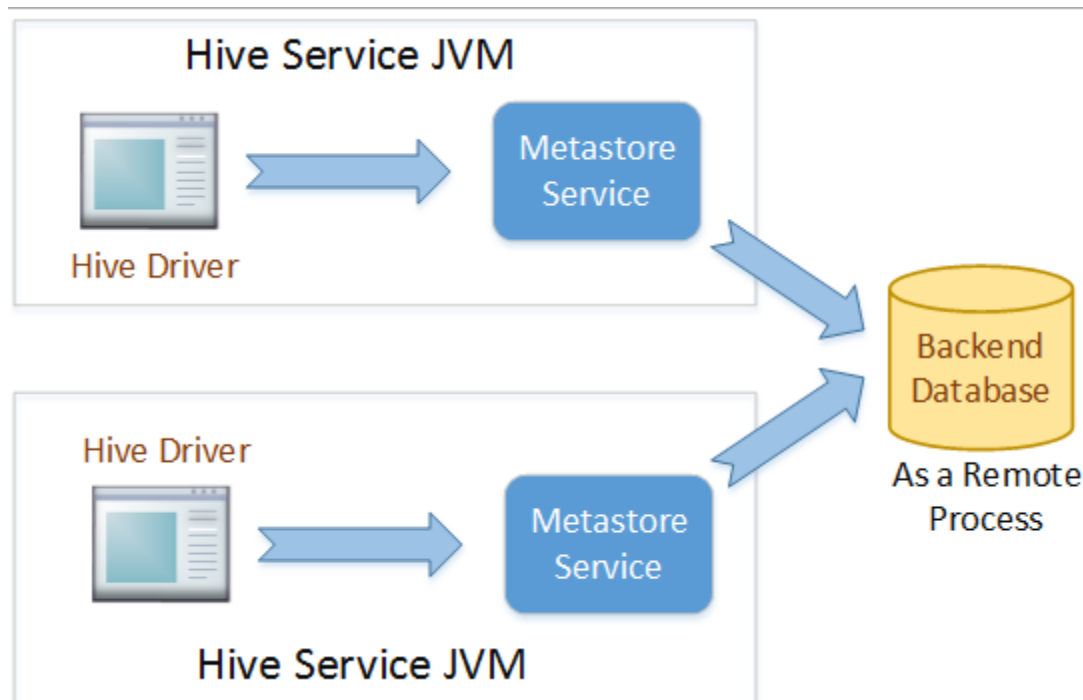 Hive Service JVM
Metastore
Service
Hive Driver
Backend
Database
As a Remote
Process
Hive Driver
Metastore
Service
Hive Service JVM